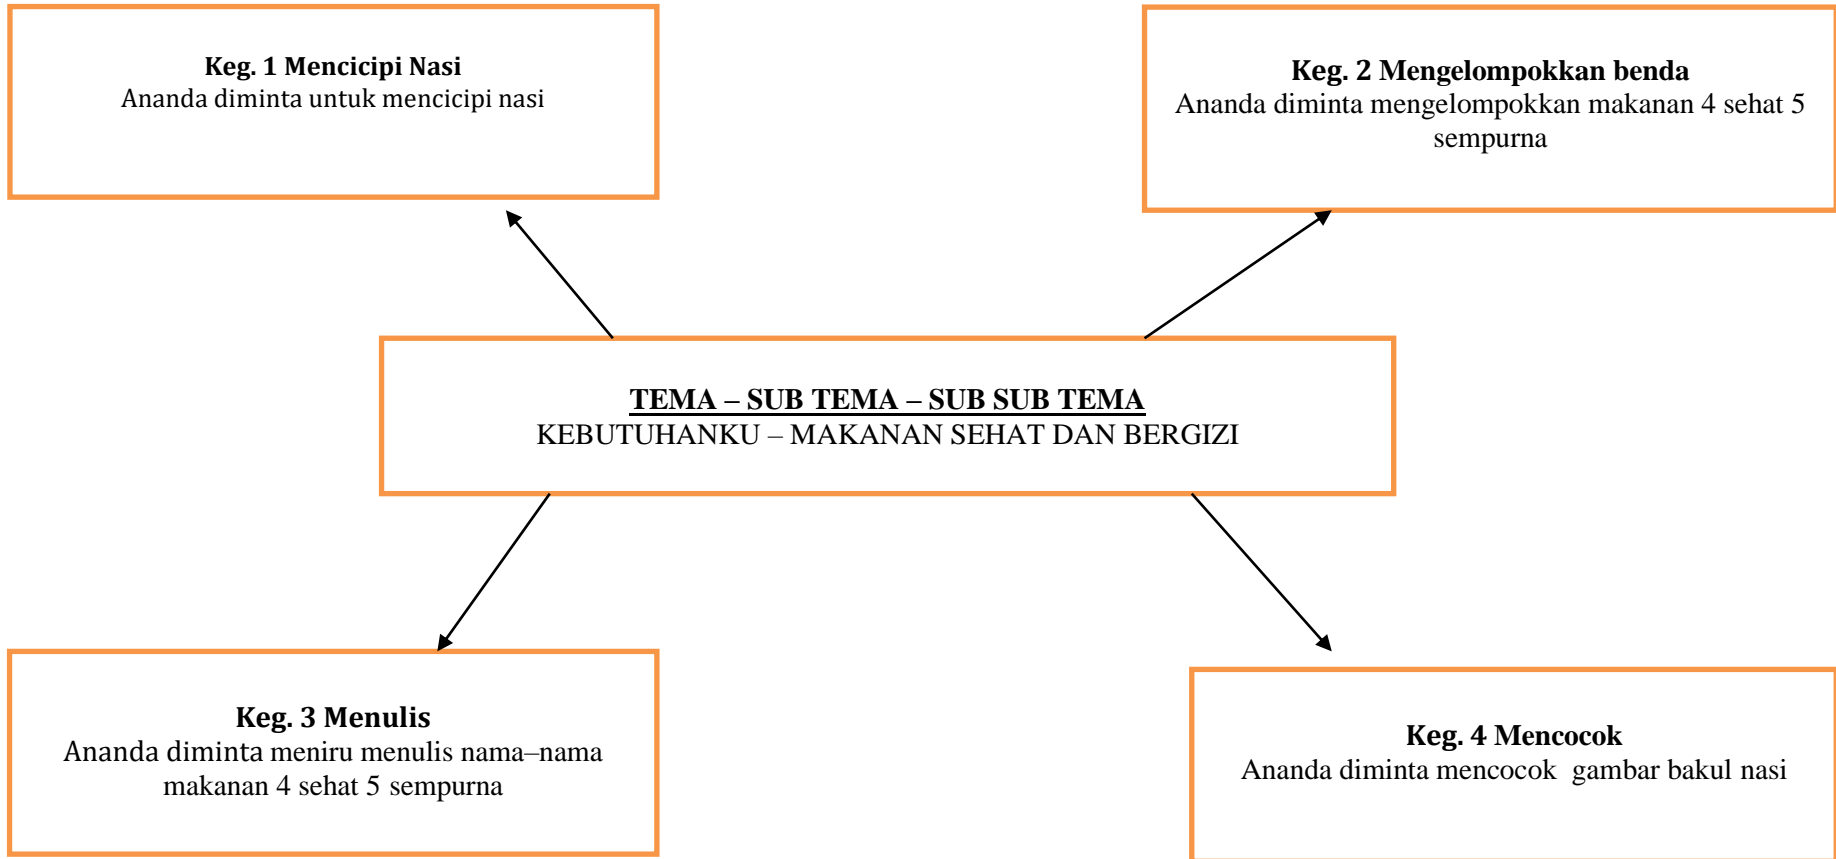 Keg. 1 Mencicipi Nasi
Ananda diminta untuk mencicipi nasi
Keg. 2 Mengelompokkan benda
Ananda diminta mengelompokkan makanan 4 sehat 5
sempurna
TEMA – SUB TEMA – SUB SUB TEMA
KEBUTUHANKU – MAKANAN SEHAT DAN BERGIZI
Keg. 3 Menulis
Ananda diminta meniru menulis nama–nama
makanan 4 sehat 5 sempurna
Keg. 4 Mencocok
Ananda diminta mencocok  gambar bakul nasi